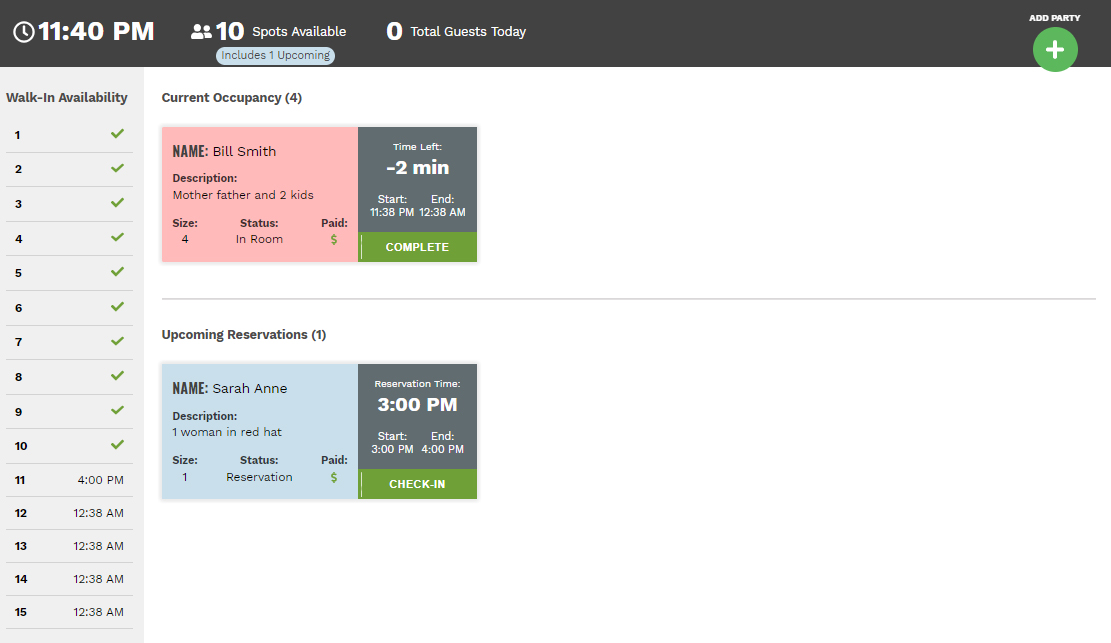 11:40 PM
10 Spots Available
Includes 1 Upcoming
0 Total Guests Today
ADD PARTY
Walk-In Availability
1
2
3
4
5
6
7
8
9
10
11 4:00 PM
12 12:38 AM
13 12:38 AM
14 12:38 AM
15 12:38 AM
Current Occupancy (4)
NAME: Bill Smith
Description:
Mother father and 2 kids
Size: Status: Paid:
4 In Room $
Time Left:
-2 min
Start: End:
11:38 PM 12:38 AM
COMPLETE
Upcoming Reservations (1)
NAME: Sarah Anne
Description:
1 woman in red hat
Size: Status: Paid:
1 Reservation $
Reservation Time:
3:00 PM
Start: End:
3:00 PM 4:00 PM
CHECK-IN